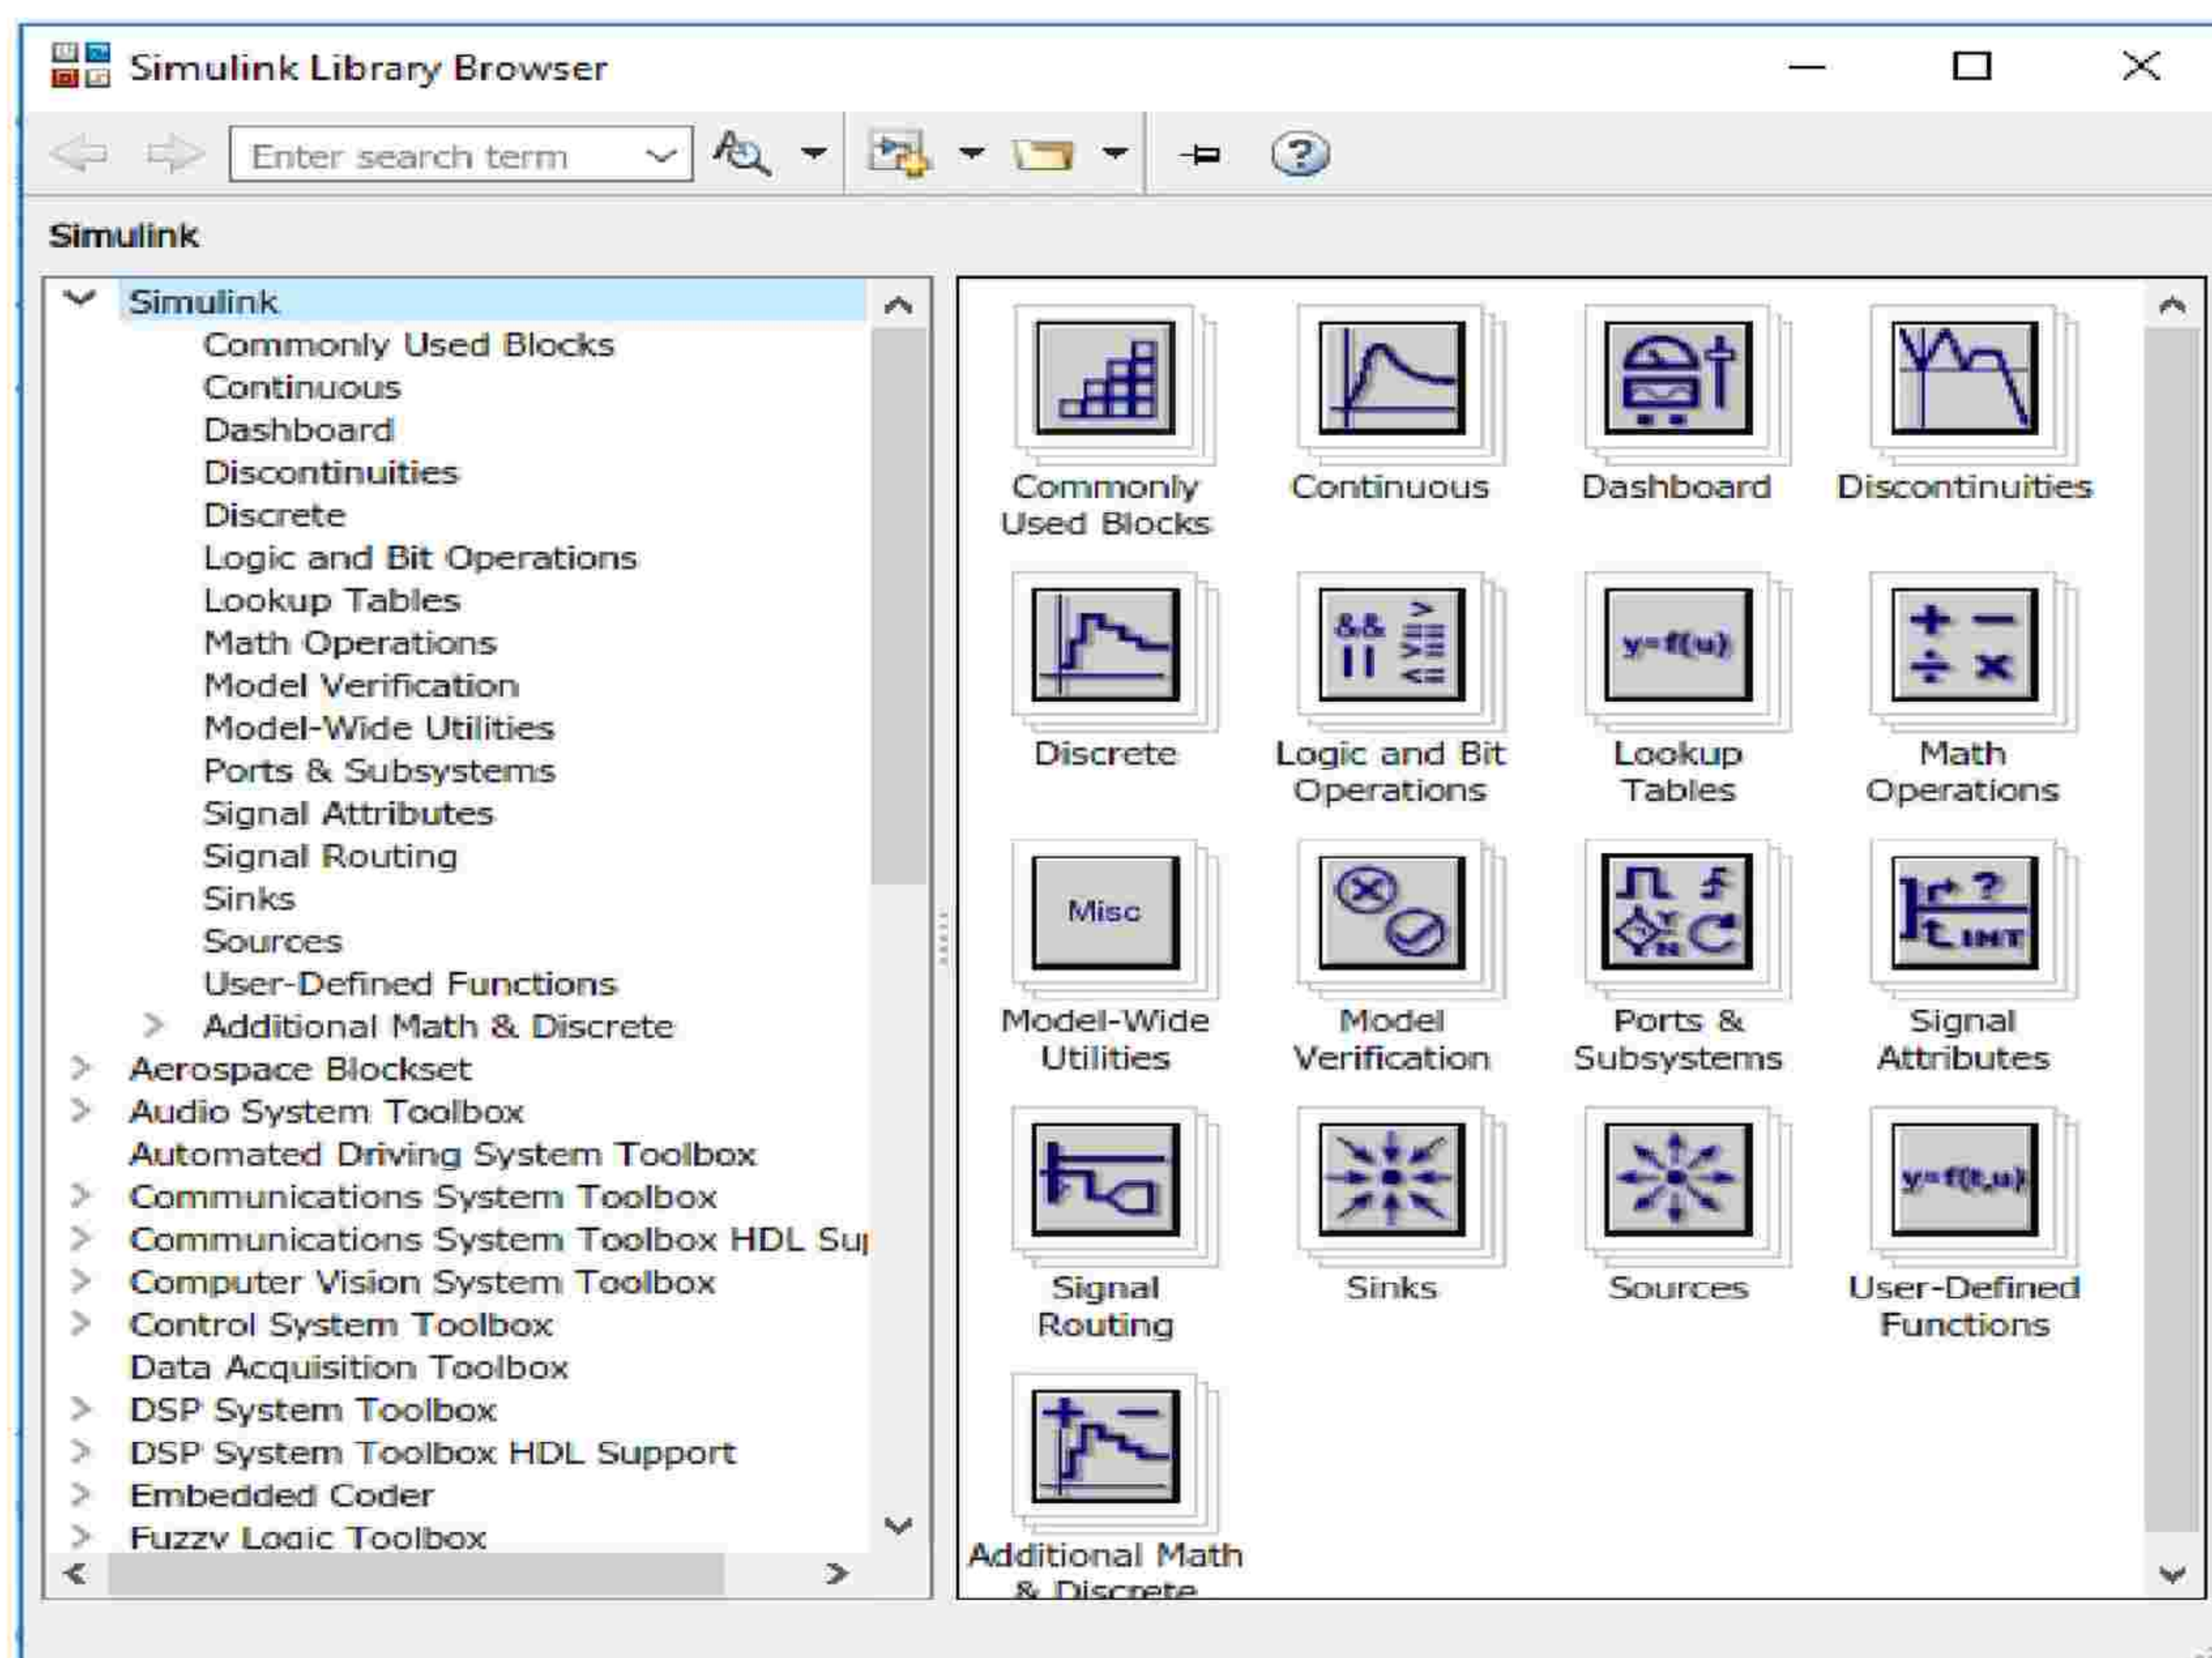 Simulink Library Browser
Enter search term
Simulink
Simulink
Commonly Used Blocks
Continuous
Dashboard
Discontinuities
Discrete
Logic and Bit Operations
Lookup Tables
Math Operations
Model Verification
Model-Wide Utilities
Ports & Subsystems
Signal Attributes
Signal Routing
Sinks
Sources
User-Defined Functions
Additional Math & Discrete
Aerospace Blockset
Audio System Toolbox
Automated Driving System Toolbox
Communications System Toolbox
Communications System Toolbox HDL
Computer Vision System Toolbox
Control System Toolbox
Data Acquisition Toolbox
DSP System Toolbox
DSP System Toolbox HDL Support
Embedded Coder
Fuzzy Logic Toolbox
Commonly
Used Blocks
Continuous
Dashboard
Discontinuities
&& > 
|| 
y=f(u)
+ −
÷ ×
Discrete
Logic and Bit
Operations
Lookup
Tables
Math
Operations
Misc
Y
N
?
INT
Model-Wide
Utilities
Model
Verification
Ports &
Subsystems
Signal
Attributes
y=f(t,u)
Signal
Routing
Sinks
Sources
User-Defined
Functions
+ −
Additional Math
& Discrete